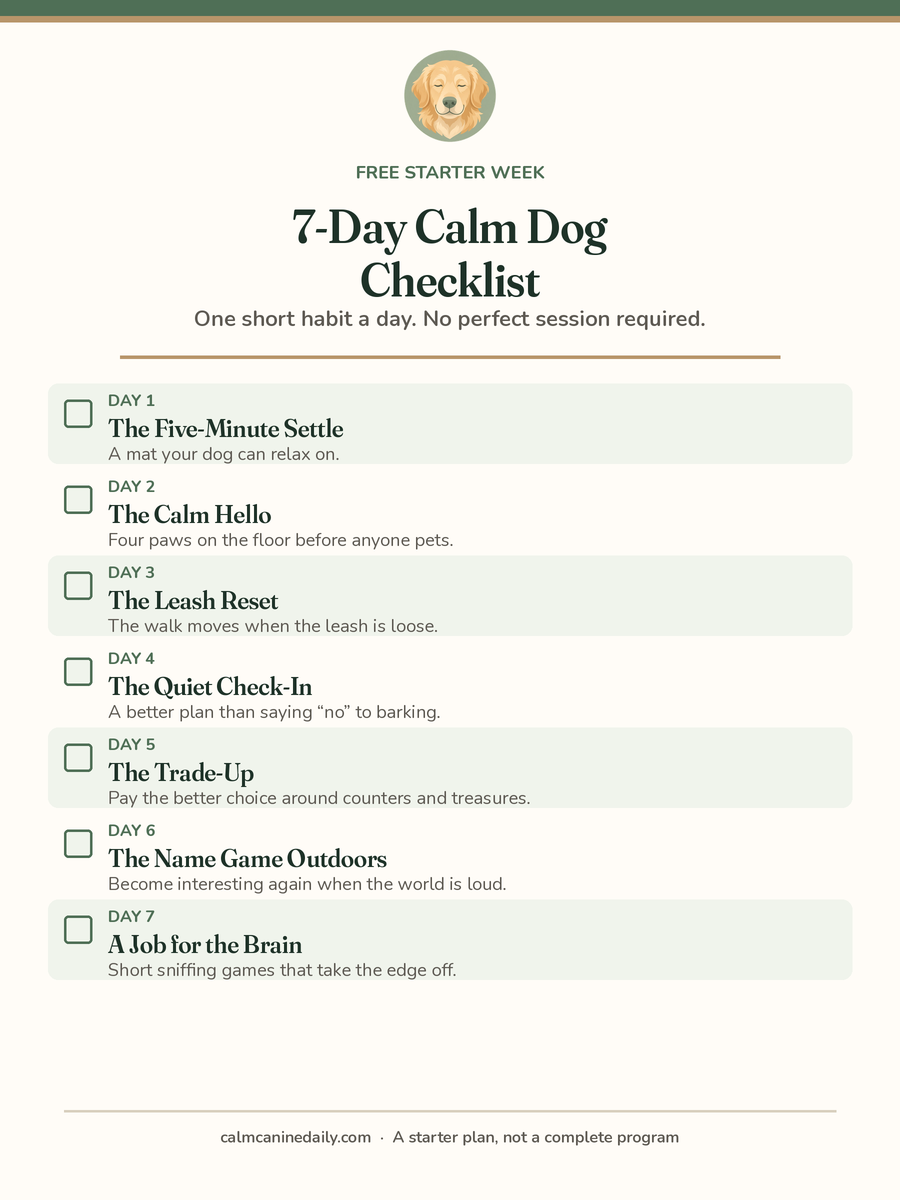 FREE STARTER WEEK
7-Day Calm Dog
Checklist
One short habit a day. No perfect session required.
DAY 1
The Five-Minute Settle
A mat your dog can relax on.
DAY 2
The Calm Hello
Four paws on the floor before anyone pets.
DAY 3
The Leash Reset
The walk moves when the leash is loose.
DAY 4
The Quiet Check-In
A better plan than saying “no” to barking.
DAY 5
The Trade-Up
Pay the better choice around counters and treasures.
DAY 6
The Name Game Outdoors
Become interesting again when the world is loud.
DAY 7
A Job for the Brain
Short sniffing games that take the edge off.
calmcaninedaily.com · A starter plan, not a complete program